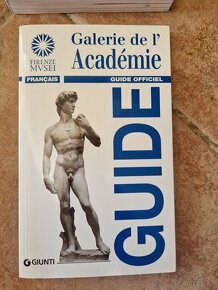 FIRENZE
MVSEI
Galerie de l'
Académie
FRANÇAIS
GUIDE OFFICIEL
GUIDE
GIUNTI